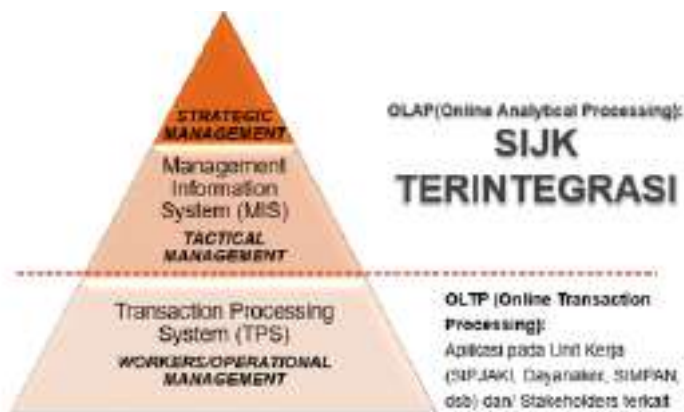 STRATEGIC
MANAGEMENT
Management
Information
System (MIS)
TACTICAL
MANAGEMENT
Transaction Processing
System (TPS)
WORKERS/OPERATIONAL
MANAGEMENT
OLAP(Online Analytical Processing):
SIJK
TERINTEGRASI
OLTP (Online Transaction
Processing):
Aplikasi pada Unit Kerja
(SIPJAKI, Dayanaker, SIMPAN,
dsb) dan/ Stakeholders terkait